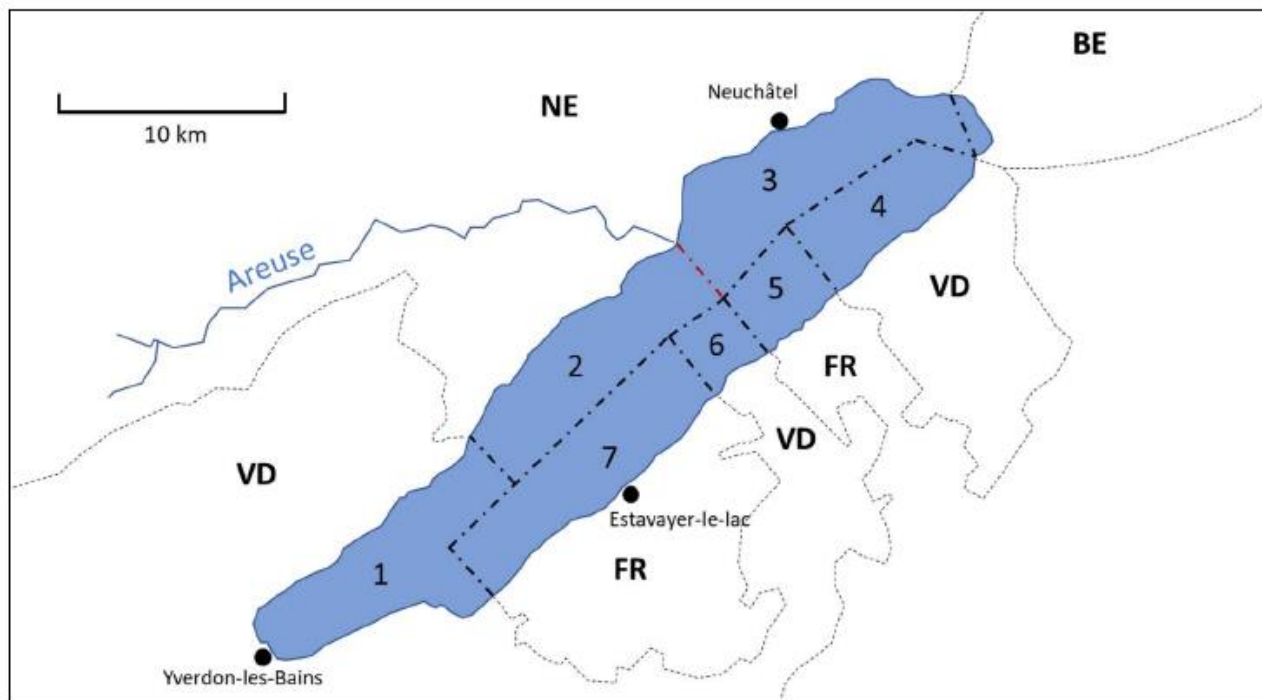 BE
Neuchâtel
NE
10 km
3
4
Areuse
VD
5
2
6
FR
VD
7
VD
Estavayer-le-lac
1
FR
Yverdon-les-Bains